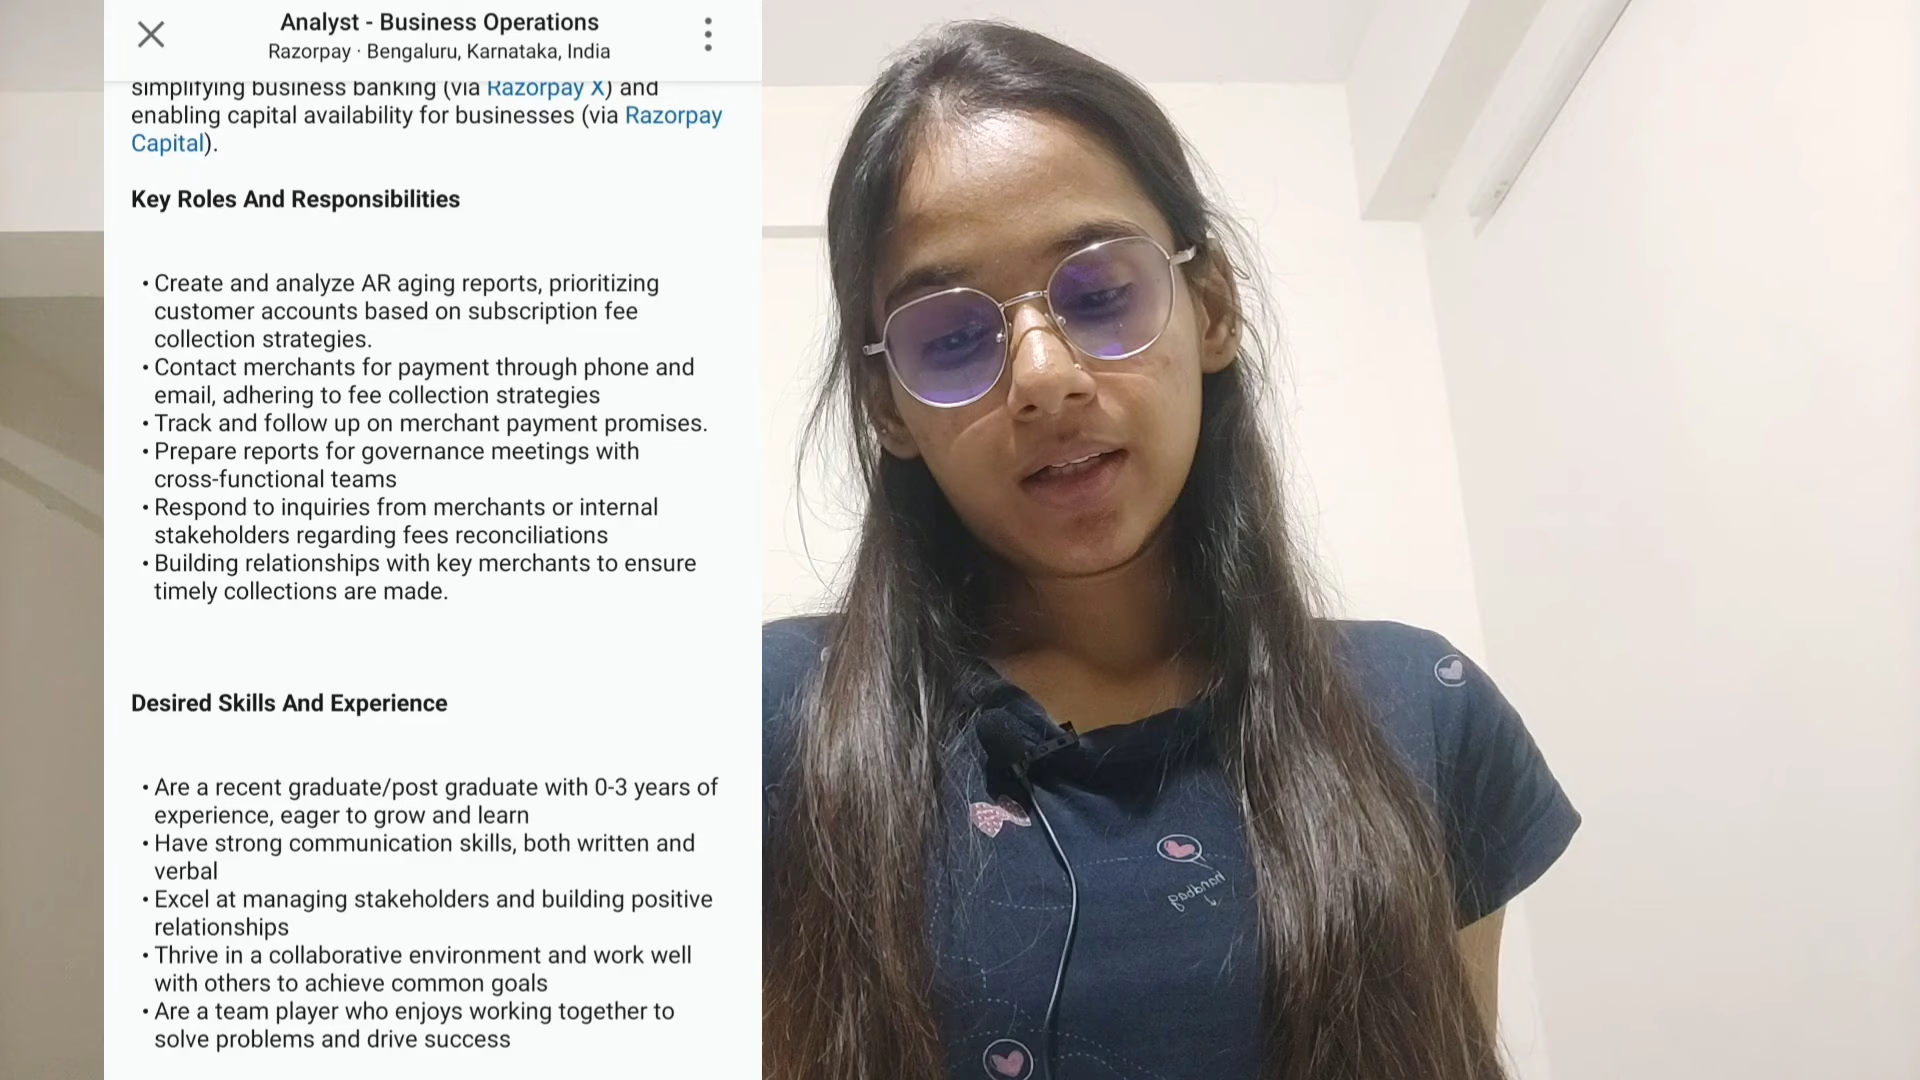 Analyst - Business Operations
Razorpay · Bengaluru, Karnataka, India
simplifying business banking (via Razorpay X) and
enabling capital availability for businesses (via Razorpay
Capital).
Key Roles And Responsibilities
• Create and analyze AR aging reports, prioritizing
customer accounts based on subscription fee
collection strategies.
• Contact merchants for payment through phone and
email, adhering to fee collection strategies
• Track and follow up on merchant payment promises.
• Prepare reports for governance meetings with
cross-functional teams
• Respond to inquiries from merchants or internal
stakeholders regarding fees reconciliations
• Building relationships with key merchants to ensure
timely collections are made.
Desired Skills And Experience
• Are a recent graduate/post graduate with 0-3 years of
experience, eager to grow and learn
• Have strong communication skills, both written and
verbal
• Excel at managing stakeholders and building positive
relationships
• Thrive in a collaborative environment and work well
with others to achieve common goals
• Are a team player who enjoys working together to
solve problems and drive success
handbag